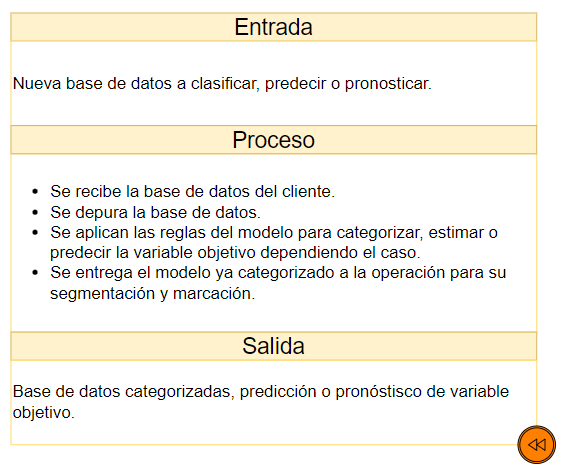 Entrada
Nueva base de datos a clasificar, predecir o pronosticar.
Proceso
• Se recibe la base de datos del cliente.
• Se depura la base de datos.
• Se aplican las reglas del modelo para categorizar, estimar o
predecir la variable objetivo dependiendo el caso.
• Se entrega el modelo ya categorizado a la operación para su
segmentación y marcación.
Salida
Base de datos categorizadas, predicción o pronóstisco de variable
objetivo.